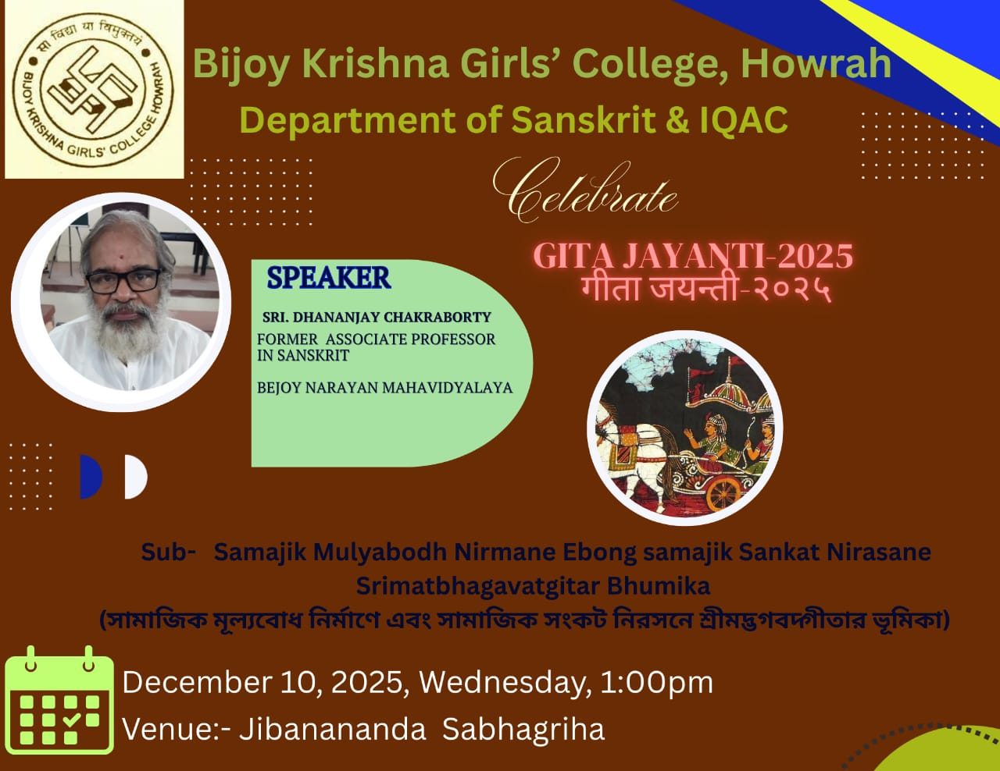 सा विद्या या विमुक्तये
BIJOY KRISHNA GIRLS' COLLEGE HOWRAH
Bijoy Krishna Girls’ College, Howrah
Department of Sanskrit & IQAC
Celebrate
GITA JAYANTI-2025
गीता जयन्ती-२०२५
SPEAKER
SRI. DHANANJAY CHAKRABORTY
FORMER ASSOCIATE PROFESSOR
IN SANSKRIT
BEJOY NARAYAN MAHAVIDYALAYA
Sub- Samajik Mulyabodh Nirmane Ebong samajik Sankat Nirasane
Srimatbhagavatgitar Bhumika
(সামাজিক মূল্যবোধ নির্মাণে এবং সামাজিক সংকট নিরসনে শ্রীমদ্ভগবদ্গীতার ভূমিকা)
December 10, 2025, Wednesday, 1:00pm
Venue:- Jibanananda Sabhagriha